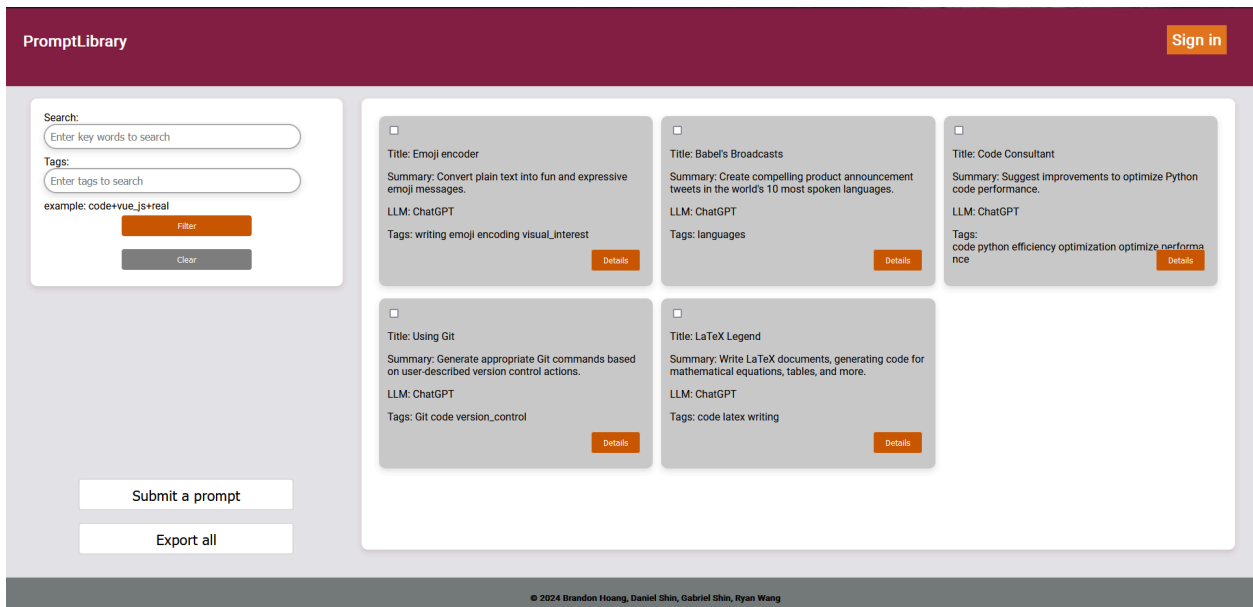 PromptLibrary
Sign in
Search:
Enter key words to search
Tags:
Enter tags to search
example: code+vue_js+real
Filter
Clear
Submit a prompt
Export all
Title: Emoji encoder
Summary: Convert plain text into fun and expressive
emoji messages.
LLM: ChatGPT
Tags: writing emoji encoding visual_interest
Details
Title: Babel's Broadcasts
Summary: Create compelling product announcement
tweets in the world's 10 most spoken languages.
LLM: ChatGPT
Tags: languages
Details
Title: Code Consultant
Summary: Suggest improvements to optimize Python
code performance.
LLM: ChatGPT
Tags:
code python efficiency optimization optimize performa
nce
Details
Title: Using Git
Summary: Generate appropriate Git commands based
on user-described version control actions.
LLM: ChatGPT
Tags: Git code version_control
Details
Title: LaTeX Legend
Summary: Write LaTeX documents, generating code for
mathematical equations, tables, and more.
LLM: ChatGPT
Tags: code latex writing
Details
© 2024 Brandon Hoang, Daniel Shin, Gabriel Shin, Ryan Wang